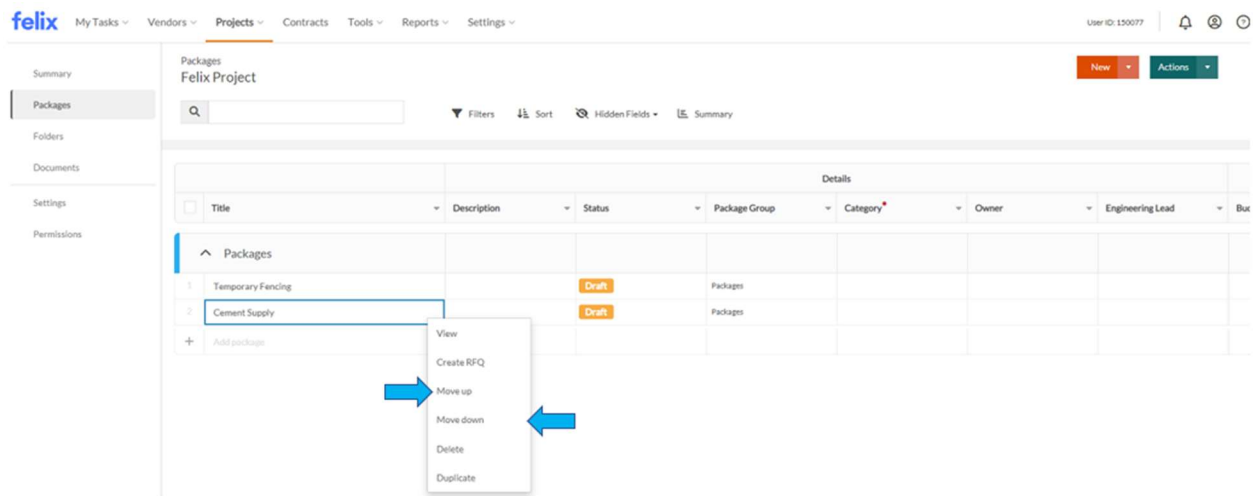 felix My Tasks Vendors Projects Contracts Tools Reports Settings User ID: 150077 ?
Summary
Packages
Folders
Documents
Settings
Permissions
Packages
Felix Project
New Actions
Filters Sort Hidden Fields Summary
Details
Title Description Status Package Group Category* Owner Engineering Lead Buc
Packages
1 Temporary Fencing Draft Packages
2 Cement Supply Draft Packages
+ Add package
View
Create RFQ
Move up
Move down
Delete
Duplicate